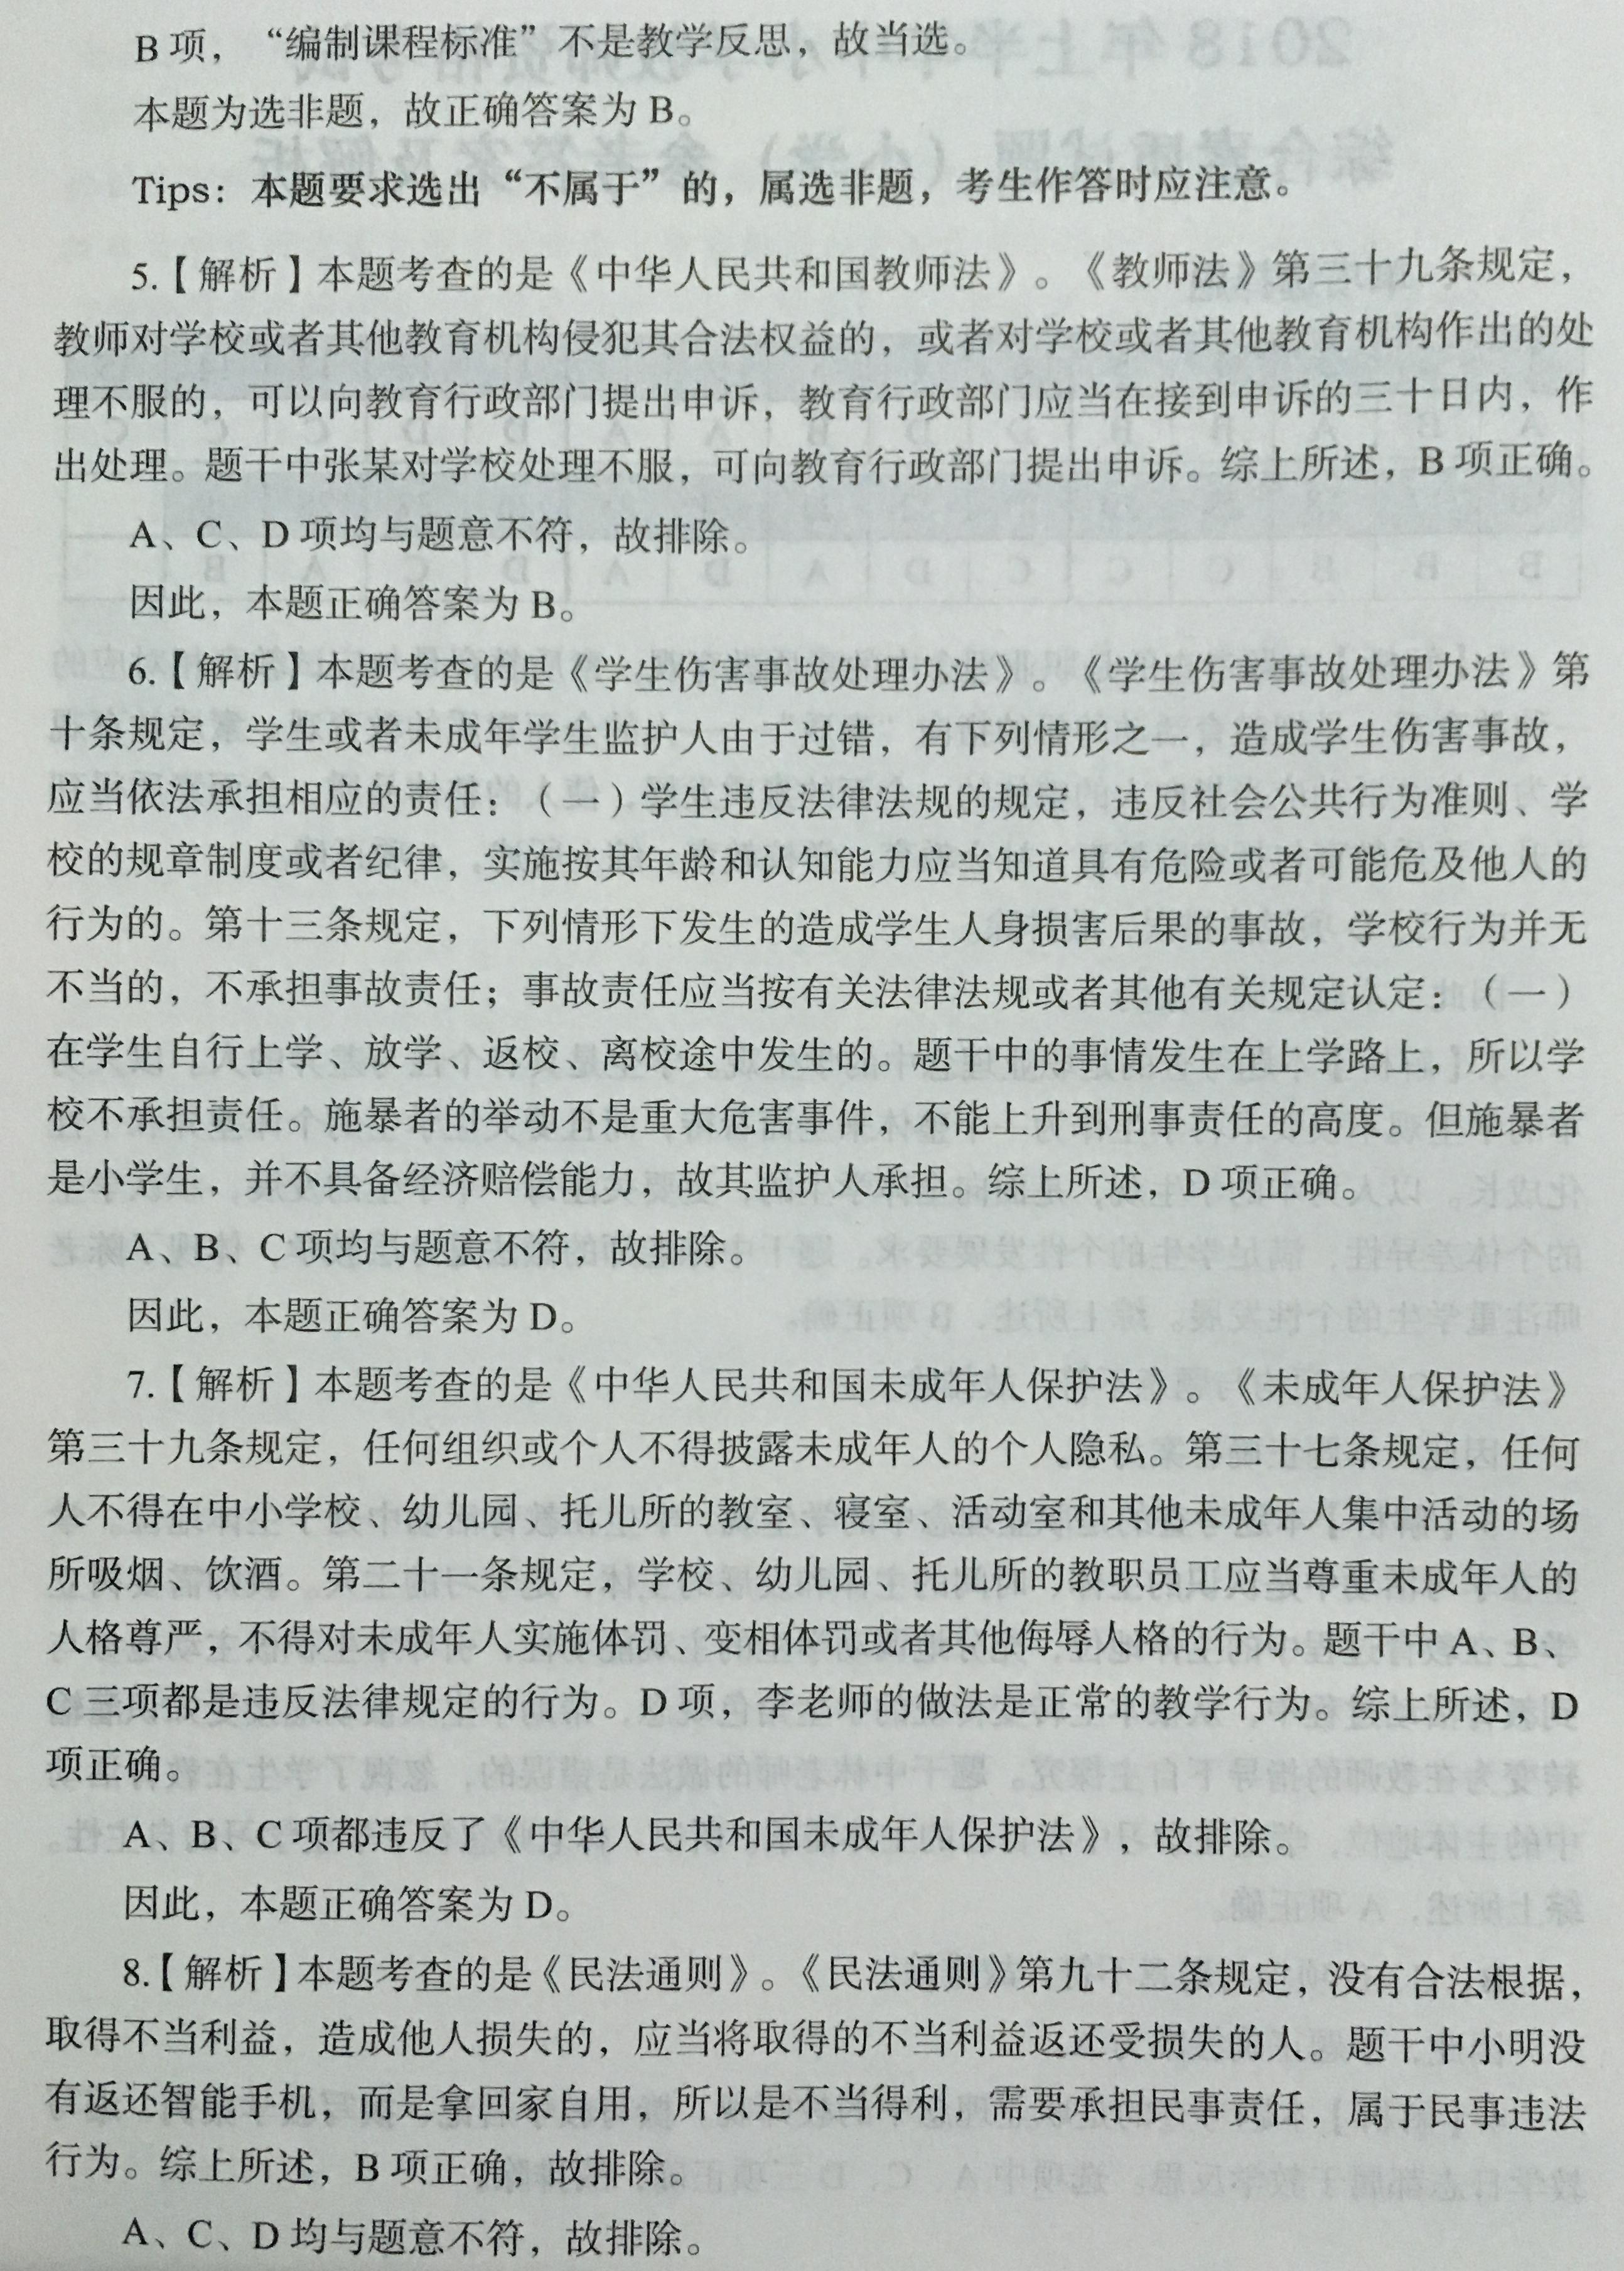 B 项，“编制课程标准”不是教学反思，故当选。
本题为选非题，故正确答案为 B。
Tips：本题要求选出“不属于”的，属选非题，考生作答时应注意。
5.【解析】本题考查的是《中华人民共和国教师法》。《教师法》第三十九条规定，
教师对学校或者其他教育机构侵犯其合法权益的，或者对学校或者其他教育机构作出的处
理不服的，可以向教育行政部门提出申诉，教育行政部门应当在接到申诉的三十日内，作
出处理。题干中张某对学校处理不服，可向教育行政部门提出申诉。综上所述，B 项正确。
A、C、D 项均与题意不符，故排除。
因此，本题正确答案为 B。
6.【解析】本题考查的是《学生伤害事故处理办法》。《学生伤害事故处理办法》第
十条规定，学生或者未成年学生监护人由于过错，有下列情形之一，造成学生伤害事故，
应当依法承担相应的责任：（一）学生违反法律法规的规定，违反社会公共行为准则、学
校的规章制度或者纪律，实施按其年龄和认知能力应当知道具有危险或者可能危及他人的
行为的。第十三条规定，下列情形下发生的造成学生人身损害后果的事故，学校行为并无
不当的，不承担事故责任；事故责任应当按有关法律法规或者其他有关规定认定：（一）
在学生自行上学、放学、返校、离校途中发生的。题干中的事情发生在上学路上，所以学
校不承担责任。施暴者的举动不是重大危害事件，不能上升到刑事责任的高度。但施暴者
是小学生，并不具备经济赔偿能力，故其监护人承担。综上所述，D 项正确。
A、B、C 项均与题意不符，故排除。
因此，本题正确答案为 D。
7.【解析】本题考查的是《中华人民共和国未成年人保护法》。《未成年人保护法》
第三十九条规定，任何组织或个人不得披露未成年人的个人隐私。第三十七条规定，任何
人不得在中小学校、幼儿园、托儿所的教室、寝室、活动室和其他未成年人集中活动的场
所吸烟、饮酒。第二十一条规定，学校、幼儿园、托儿所的教职员工应当尊重未成年人的
人格尊严，不得对未成年人实施体罚、变相体罚或者其他侮辱人格的行为。题干中 A、B、
C 三项都是违反法律规定的行为。D 项，李老师的做法是正常的教学行为。综上所述，D
项正确。
A、B、C 项都违反了《中华人民共和国未成年人保护法》，故排除。
因此，本题正确答案为 D。
8.【解析】本题考查的是《民法通则》。《民法通则》第九十二条规定，没有合法根据，
取得不当利益，造成他人损失的，应当将取得的不当利益返还受损失的人。题干中小明没
有返还智能手机，而是拿回家自用，所以是不当得利，需要承担民事责任，属于民事违法
行为。综上所述，B 项正确，故排除。
A、C、D 均与题意不符，故排除。